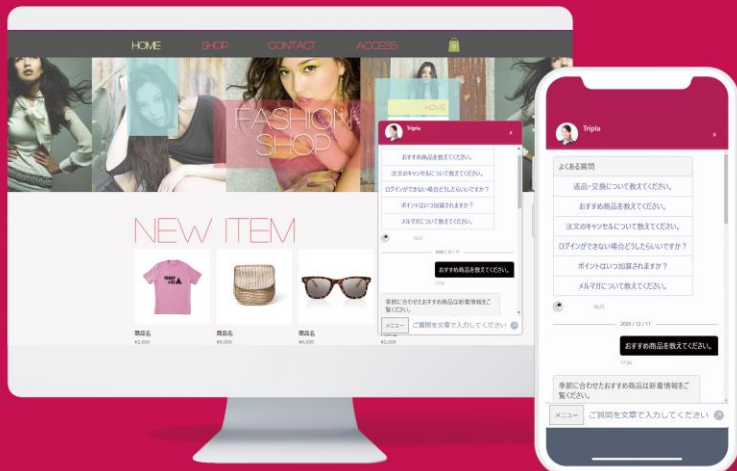 HOME
SHOP
CONTACT
ACCESS
HOME
FASHION
SHOP
NEW ITEM
商品名
¥2,000
商品名
¥5,000
商品名
¥2,000
Tripla
x
おすすめ商品を教えてください。
注文のキャンセルについて教えてください。
ログインができない場合どうしたらいいですか？
ポイントはいつ加算されますか？
メルマガについて教えてください。
2020 / 12 / 11
おすすめ商品を教えてください。
17:56
季節に合わせたおすすめ商品は新着情報をご
覧ください。
メニュー
ご質問を文章で入力してください
Tripla
x
よくある質問
返品・交換について教えてください。
おすすめ商品を教えてください。
注文のキャンセルについて教えてください。
ログインができない場合どうしたらいいですか？
ポイントはいつ加算されますか？
メルマガについて教えてください。
2020 / 12 / 11
おすすめ商品を教えてください。
17:56
季節に合わせたおすすめ商品は新着情報をご
覧ください。
メニュー
ご質問を文章で入力してください